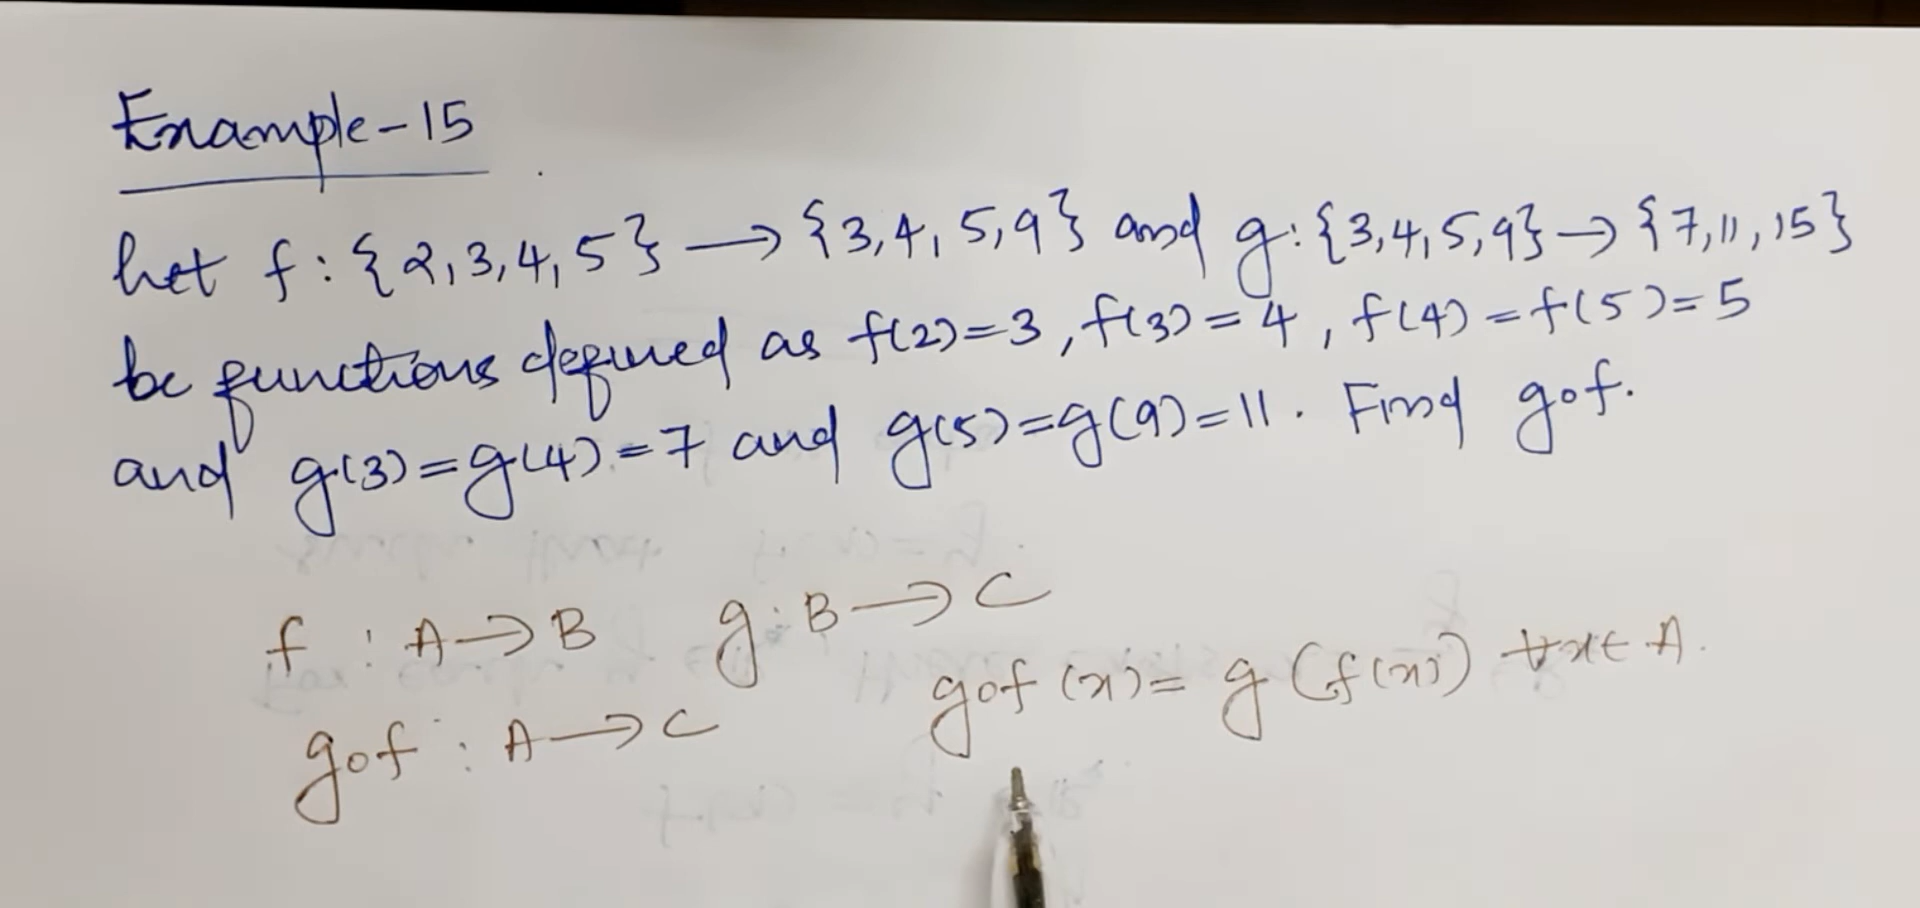 Example-15
Let f: {2,3,4,5} → {3,4,5,9} and g: {3,4,5,9} → {7,11,15}
be functions defined as f(2)=3, f(3)=4, f(4)=f(5)=5
and g(3)=g(4)=7 and g(5)=g(9)=11. Find gof.
f : A → B g: B → C
gof : A → C gof (x) = g(f(x)) ∀x∈A.